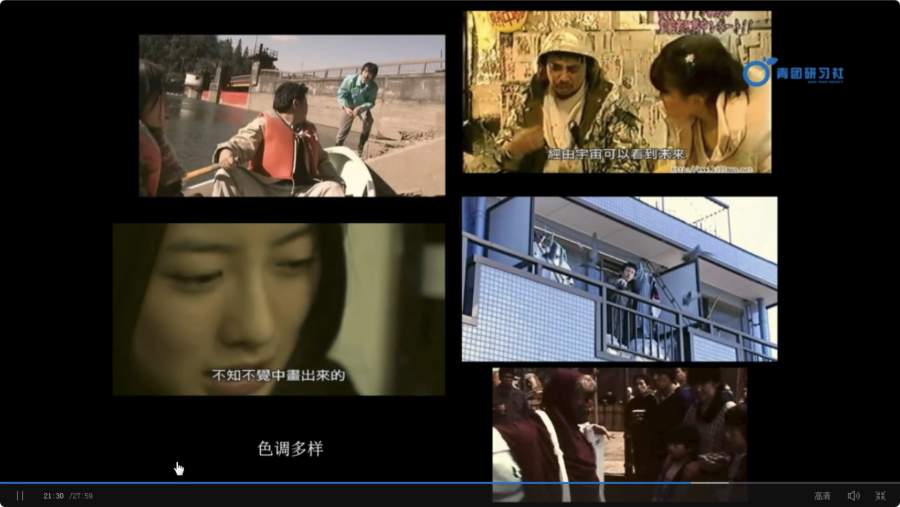 青团研习社
經由宇宙可以看到未來
不知不覺中畫出來的
色调多样
21:30 /27:59
高清